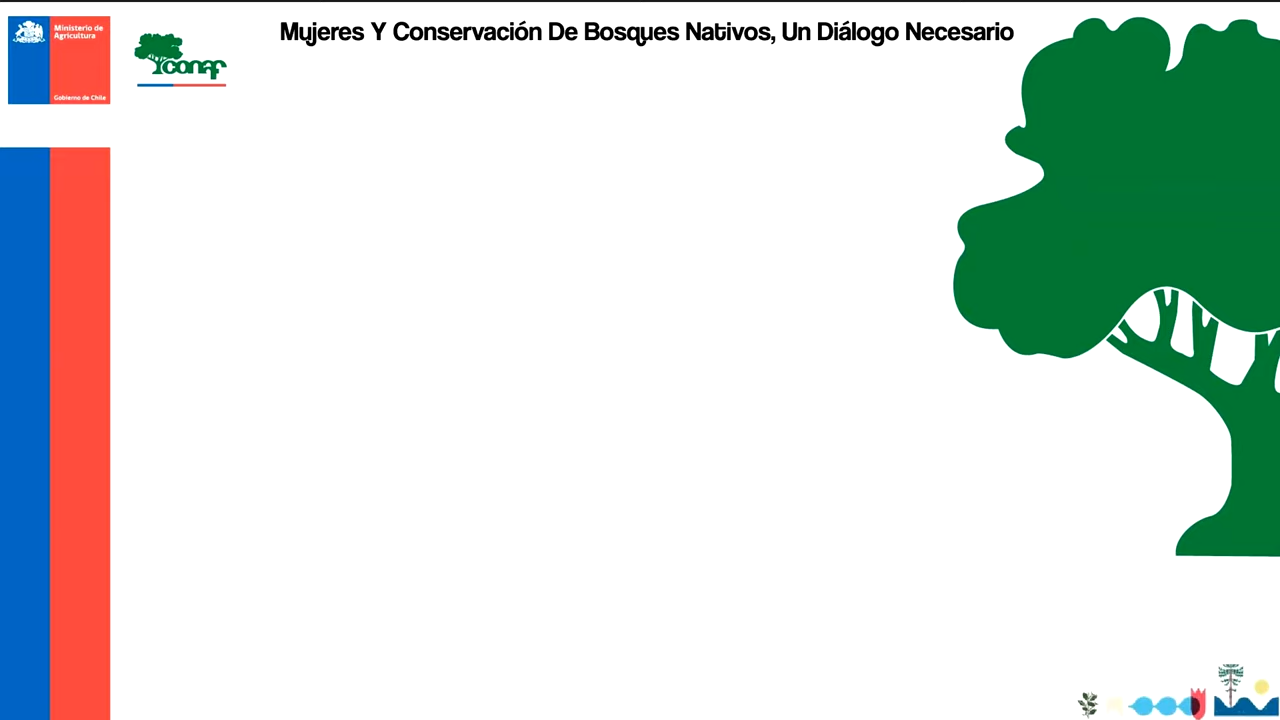 Mujeres Y Conservación De Bosques Nativos, Un Diálogo Necesario
Ministerio de
Agricultura
Gobierno de Chile
conaf